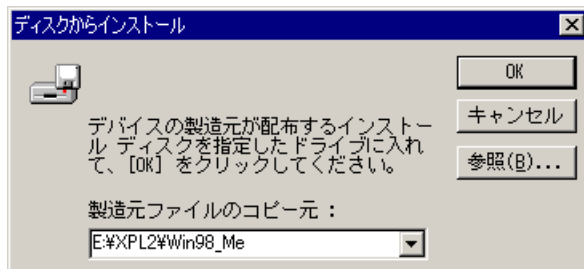 ディスクからインストール
OK
デバイスの製造元が配布するインストー
ル ディスクを指定したドライブに入れ
て、[OK] をクリックしてください。
キャンセル
参照(B)...
製造元ファイルのコピー元 :
E:¥XPL2¥Win98_Me